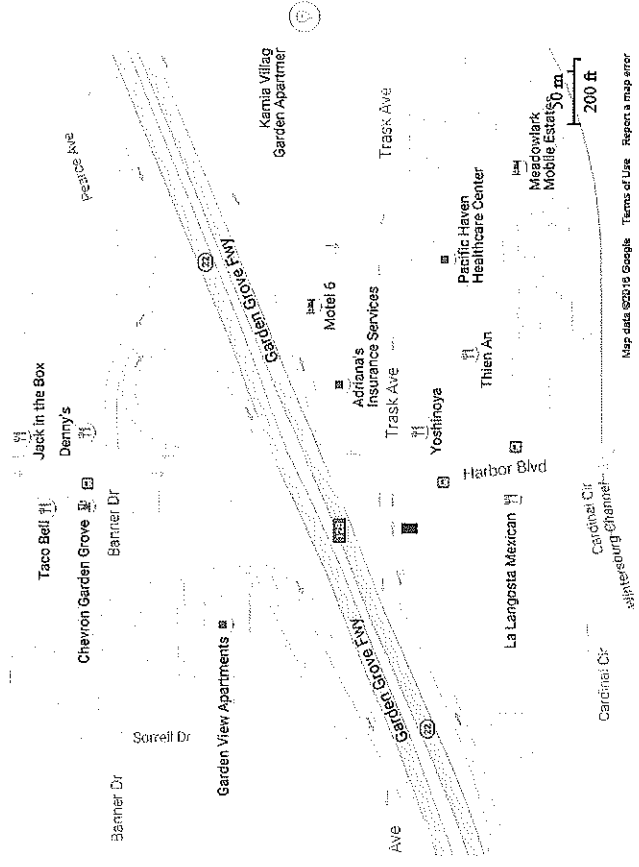 Pearce Ave
Jack in the Box
Denny's
Taco Bell
Chevron Garden Grove
Banner Dr
22
Garden Grove Fwy
Kamia Villag
Garden Apartmer
Motel 6
Garden View Apartments
Sorrell Dr
Banner Dr
Adriana's
Insurance Services
Trask Ave
Trask Ave
Garden Grove Fwy
22
Ave
Yoshinoya
Pacific Haven
Healthcare Center
Thien An
Harbor Blvd
La Langosta Mexican
Meadowlark
Mobile Estates
50 m
200 ft
Cardinal Cir
Wintersburg Channel
Cardinal Cir
Map data ©2016 Google Terms of Use Report a map error